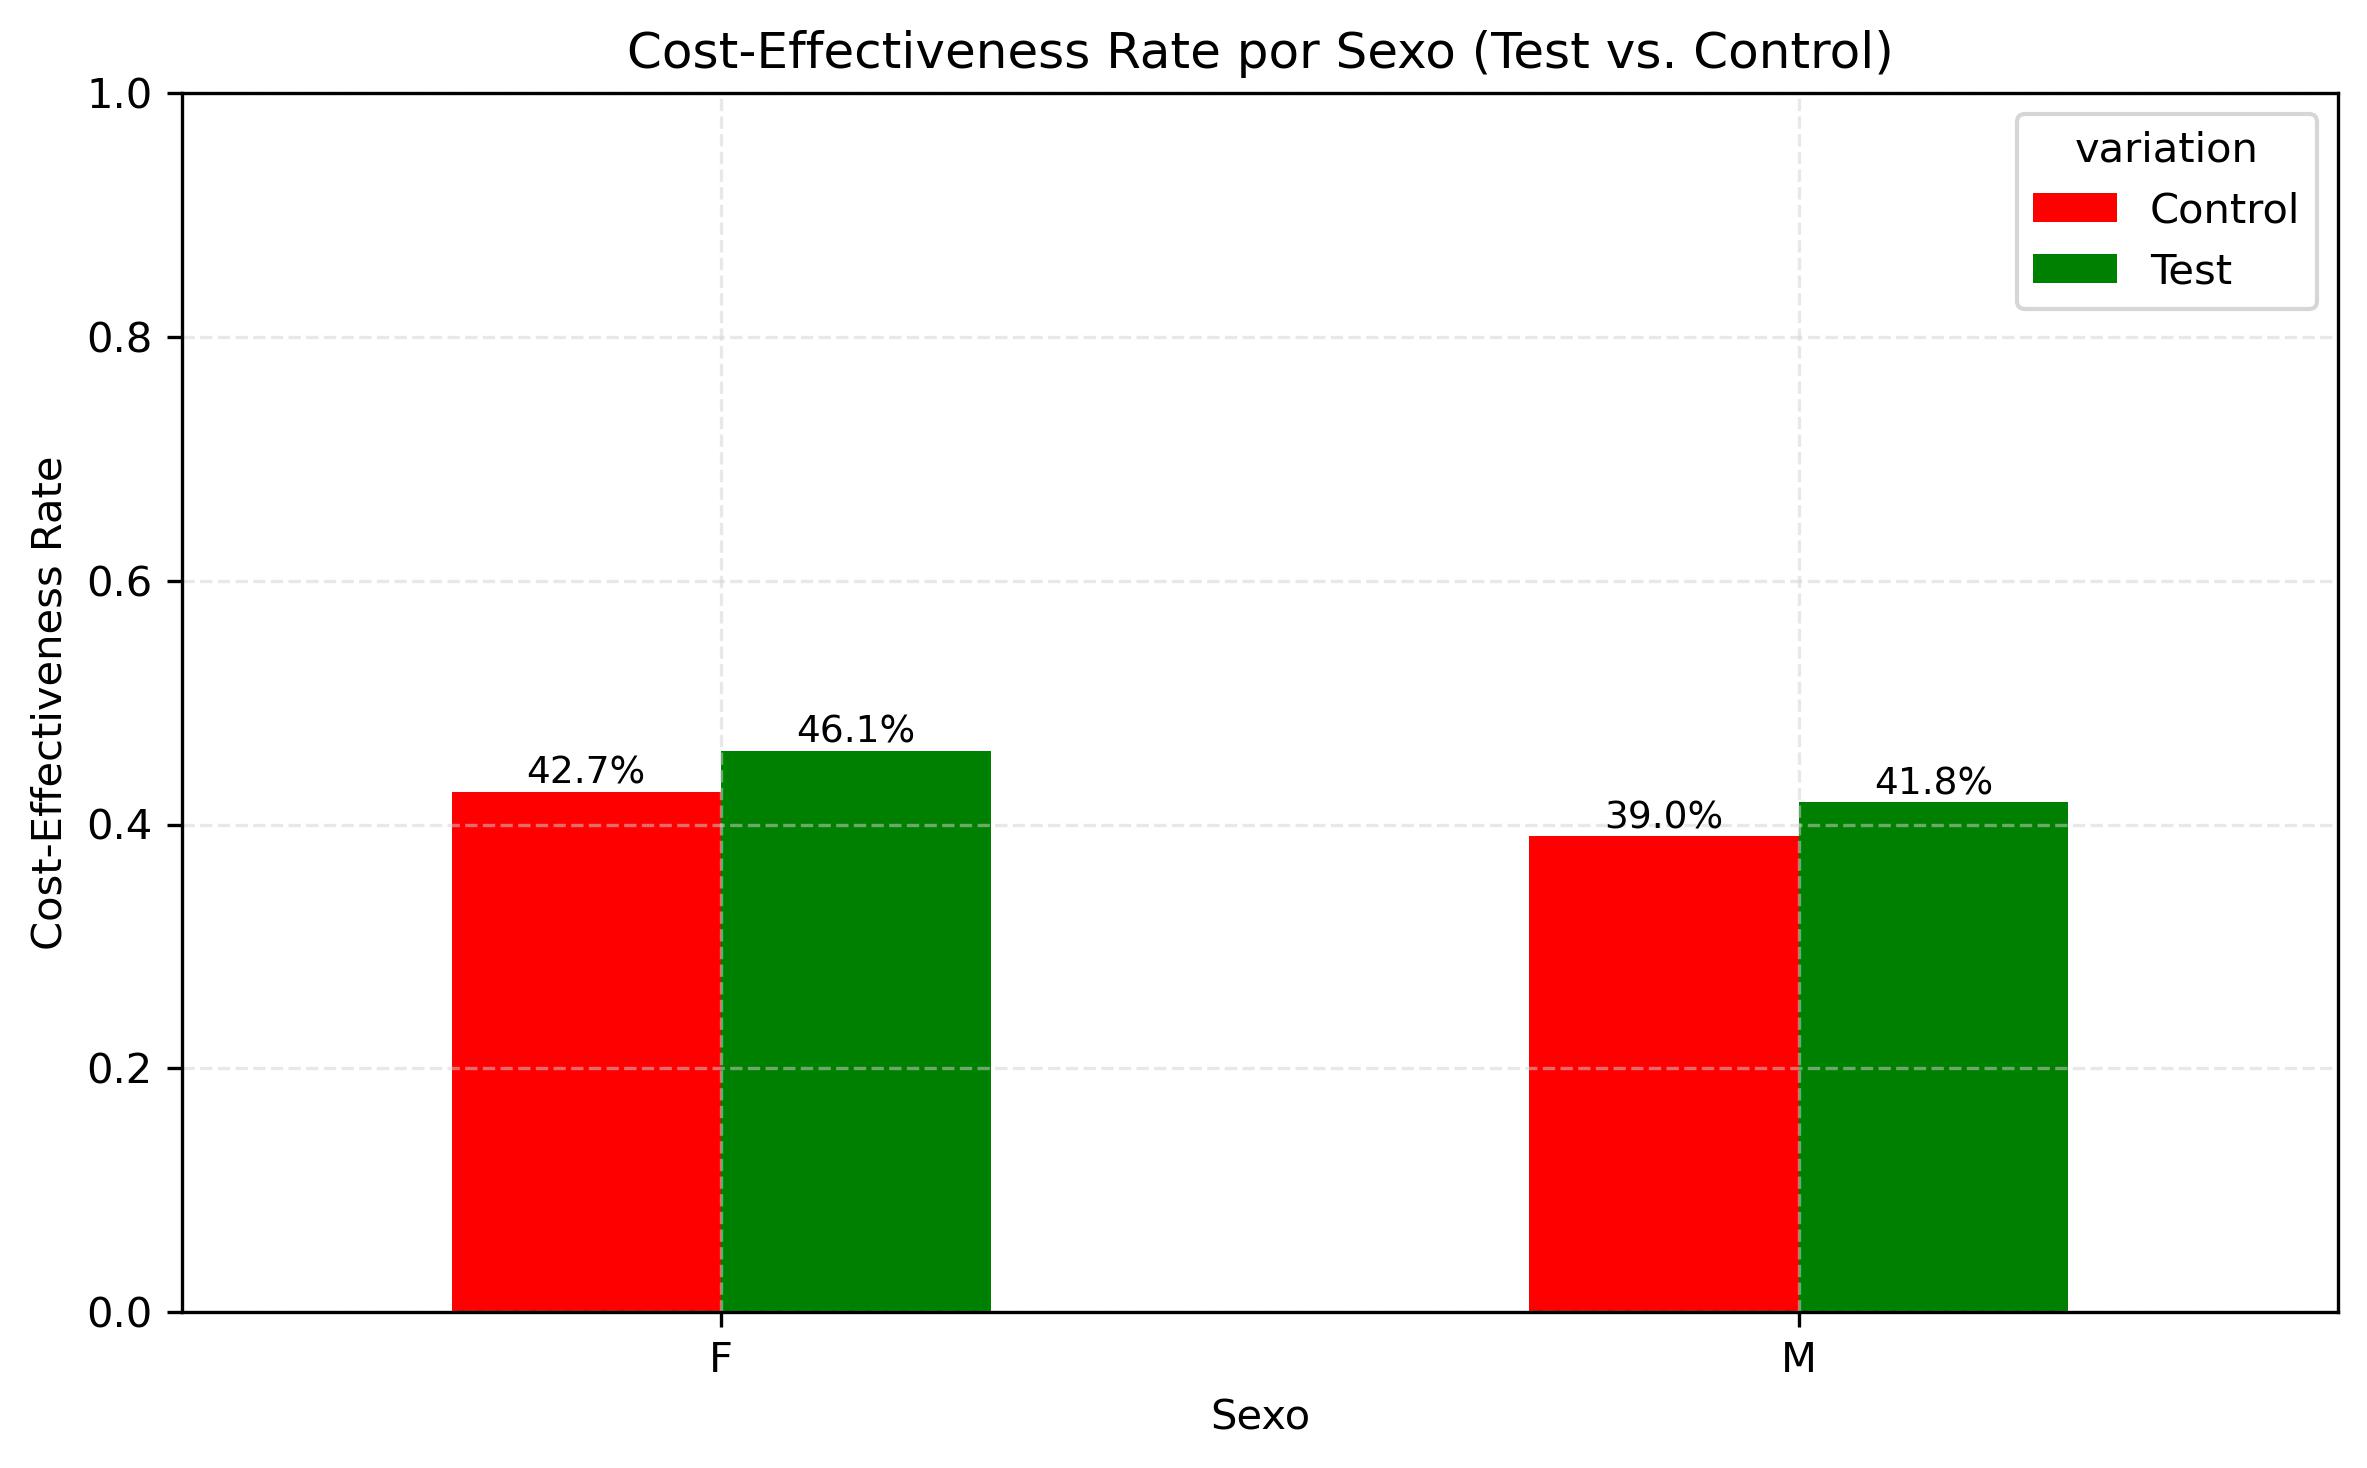 Cost-Effectiveness Rate por Sexo (Test vs. Control)
variation
Control
Test
Cost-Effectiveness Rate
1.0
0.8
0.6
0.4
0.2
0.0
42.7%
46.1%
39.0%
41.8%
F
M
Sexo